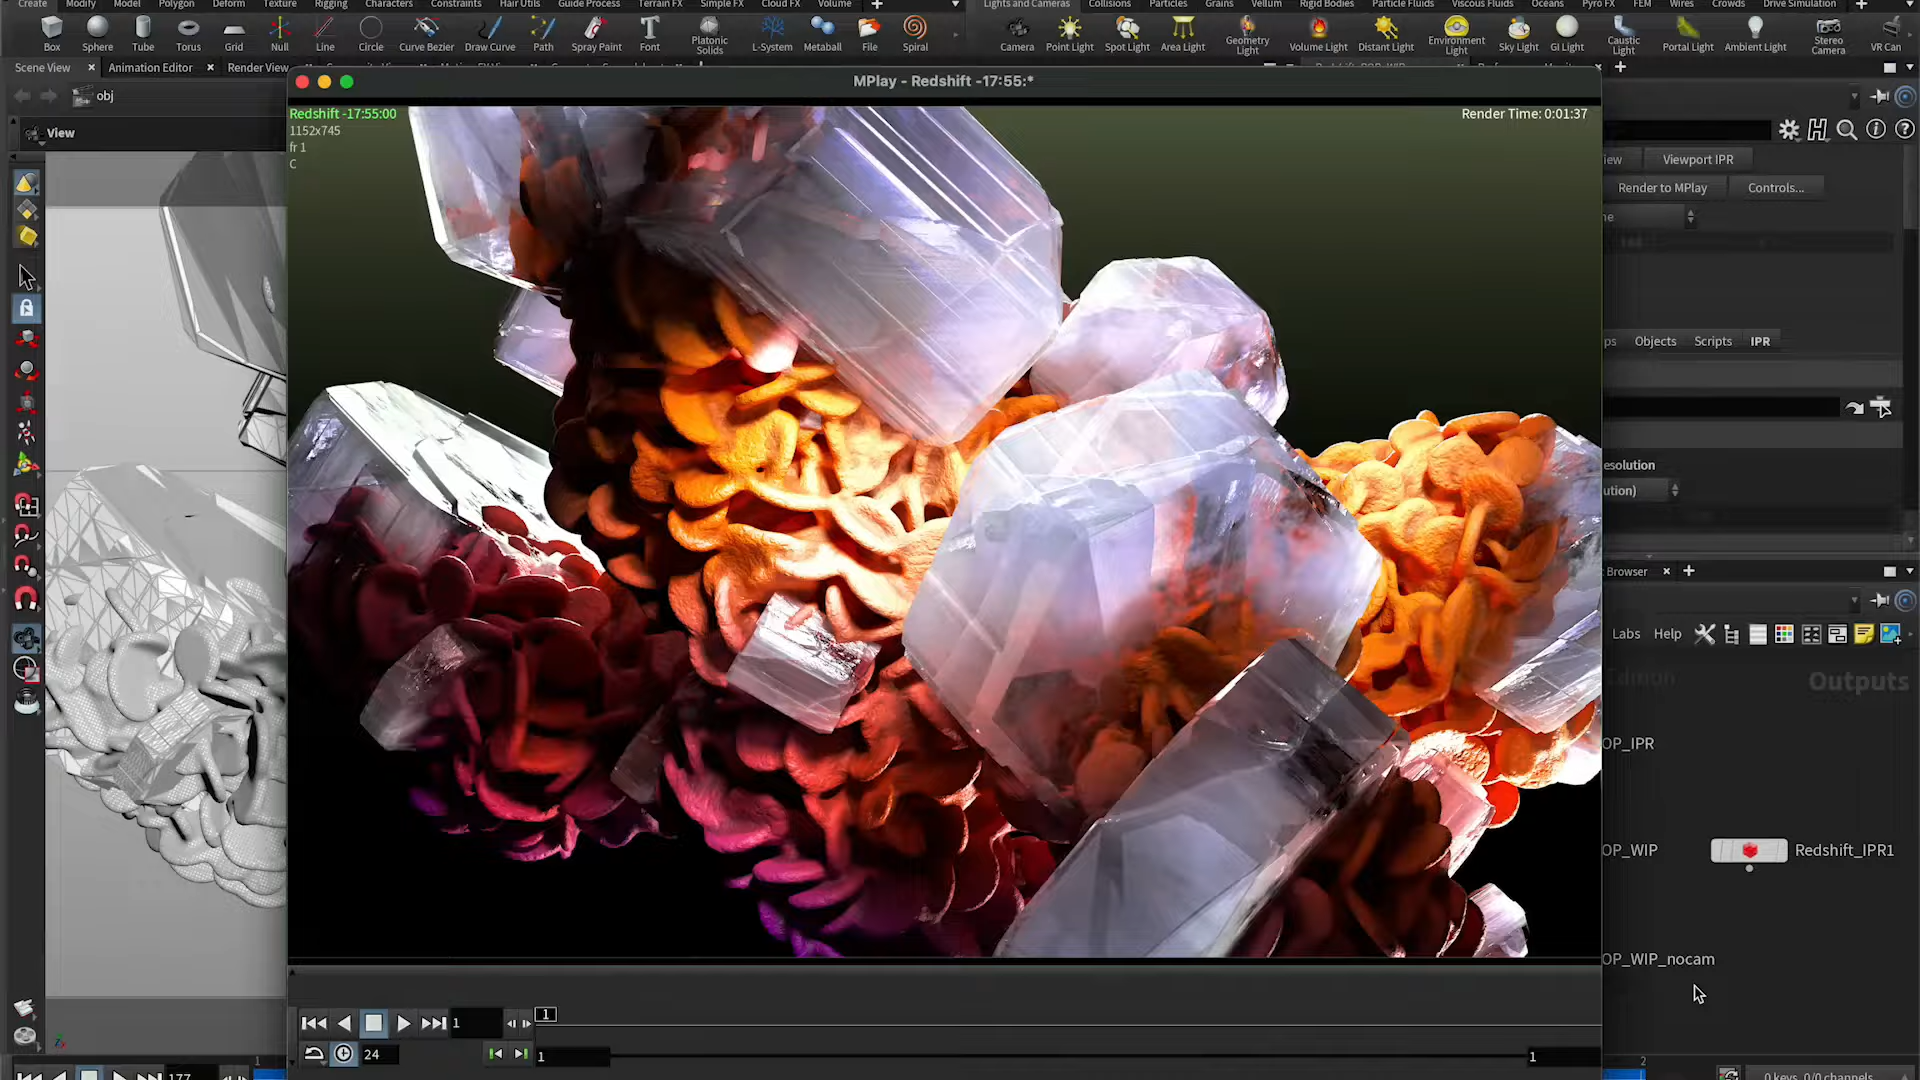 Create Modify Model Polygon Deform Texture Rigging Characters Constraints Hair Utils Guide Process Terrain FX Simple FX Cloud FX Volume
Lights and Cameras Collisions Particles Grains Vellum Rigid Bodies Particle Fluids Viscous Fluids Oceans Pyro FX FEM Wires Crowds Drive Simulation
Box Sphere Tube Torus Grid Null Line Circle Curve Bezier Draw Curve Path Spray Paint Font Platonic Solids L-System Metaball File Spiral
Camera Point Light Spot Light Area Light Geometry Light Volume Light Distant Light Environment Light Sky Light GI Light Caustic Light Portal Light Ambient Light Stereo Camera VR Can
Scene View Animation Editor Render View
obj
MPlay - Redshift -17:55:*
View
Redshift -17:55:00
1152x745
fr 1
C
Render Time: 0:01:37
iew Viewport IPR
Render to MPlay Controls...
ne
ps Objects Scripts IPR
esolution
ution)
Browser
Labs Help
Outputs
OP_IPR
OP_WIP Redshift_IPR1
OP_WIP_nocam
1 1
24 1 1
1 2
177
0 keys, 0/0 channels